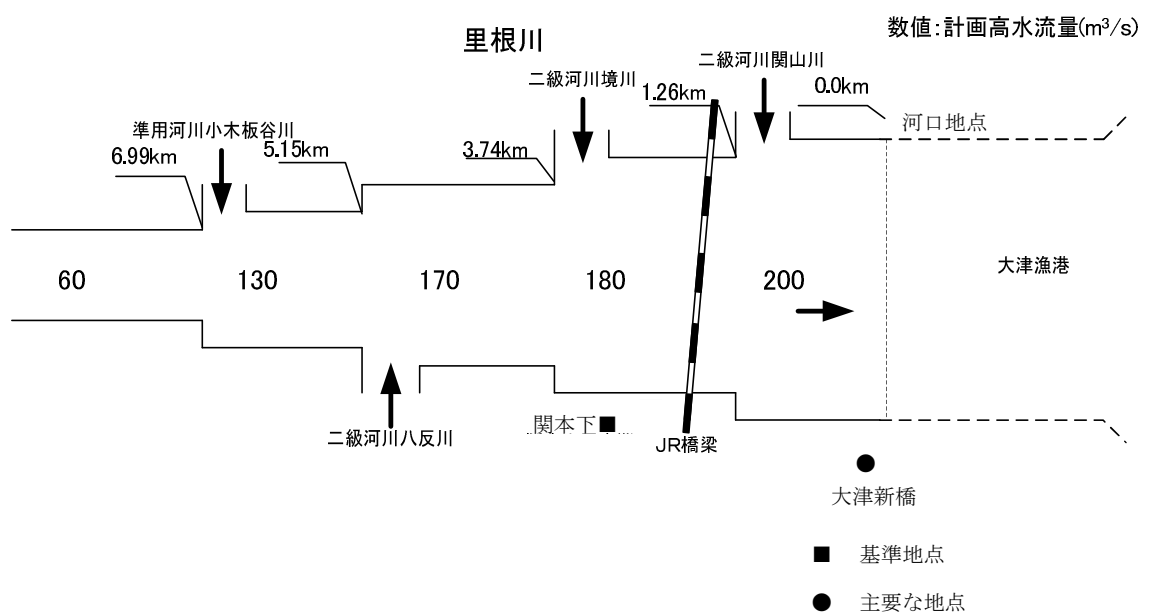 数値:計画高水流量(m³/s)
里根川
二級河川関山川
二級河川境川
1.26km
0.0km
準用河川小木板谷川
河口地点
6.99km
5.15km
3.74km
60
130
170
180
200
大津漁港
関本下
二級河川八反川
JR橋梁
大津新橋
基準地点
主要な地点